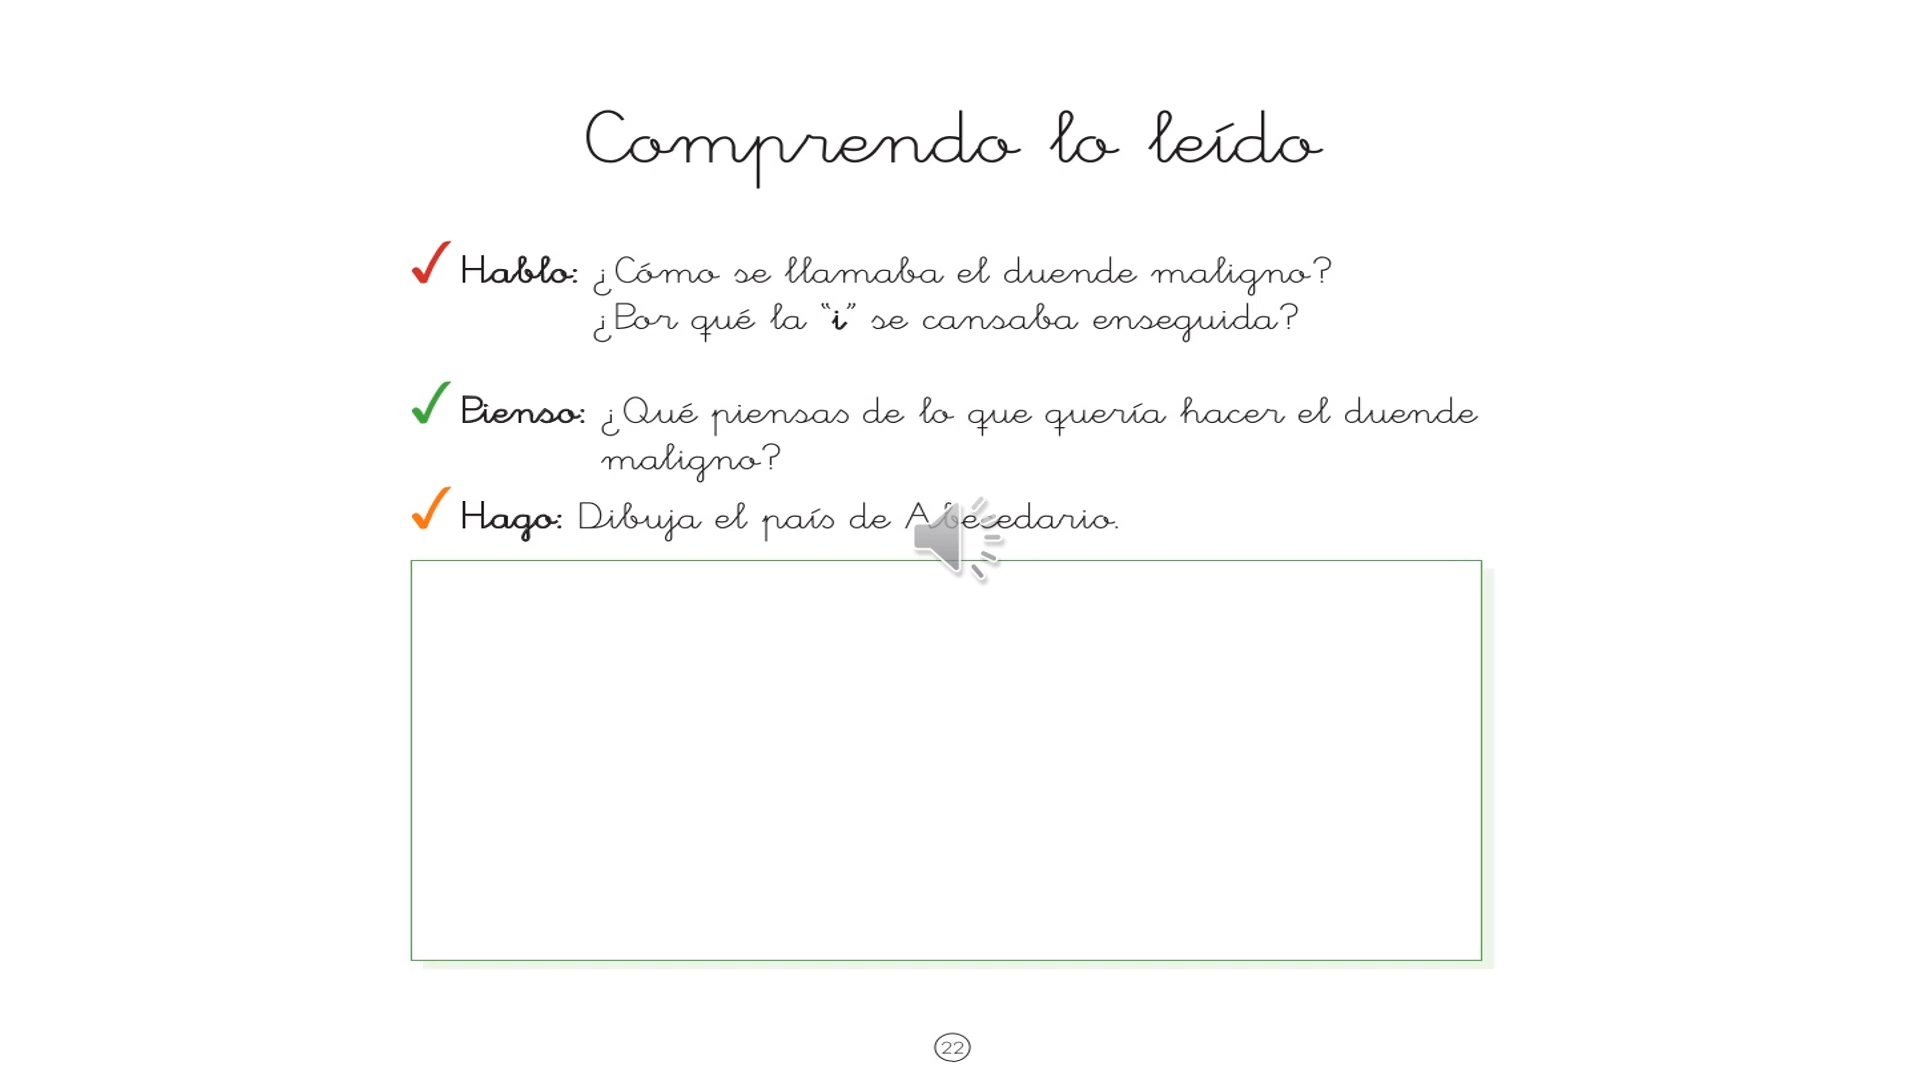 Comprendo lo leído
Hablo: ¿Cómo se llamaba el duende maligno?
¿Por qué la “i” se cansaba enseguida?
Pienso: ¿Qué piensas de lo que quería hacer el duende
maligno?
Hago: Dibuja el país de Abecedario.
22